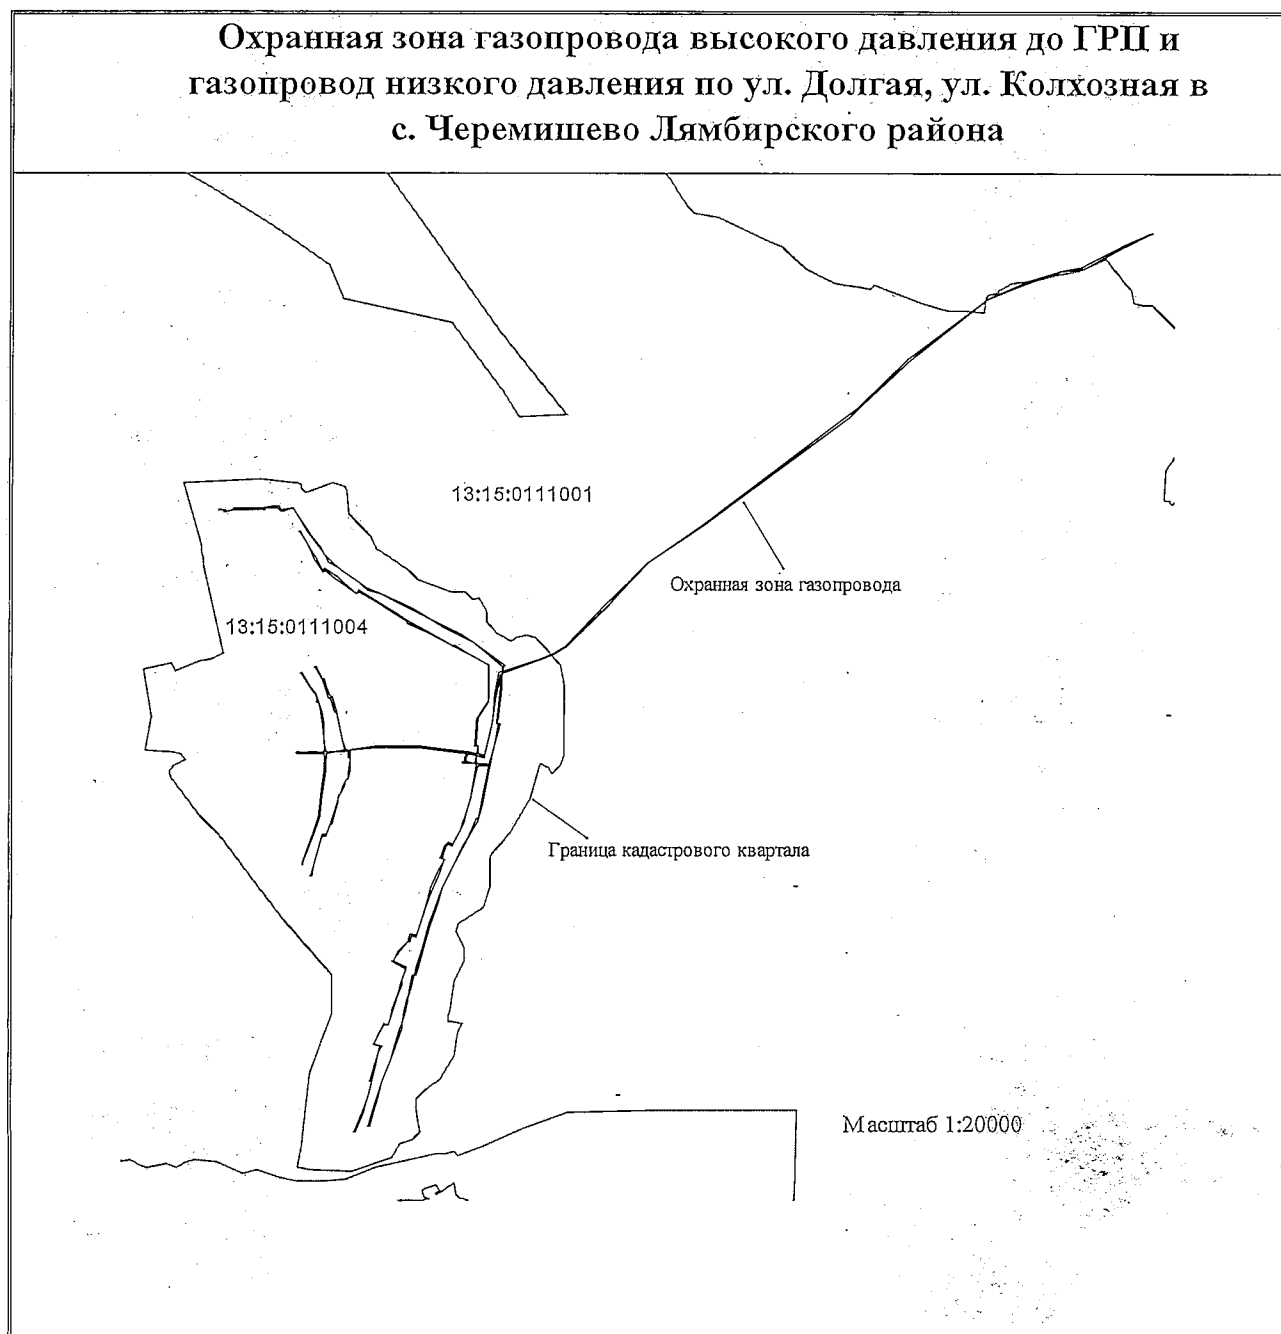 Охранная зона газопровода высокого давления до ГРП и
газопровод низкого давления по ул. Долгая, ул. Колхозная в
с. Черемишево Лямбирского района
13:15:0111001
Охранная зона газопровода
13:15:0111004
Граница кадастрового квартала
Масштаб 1:20000